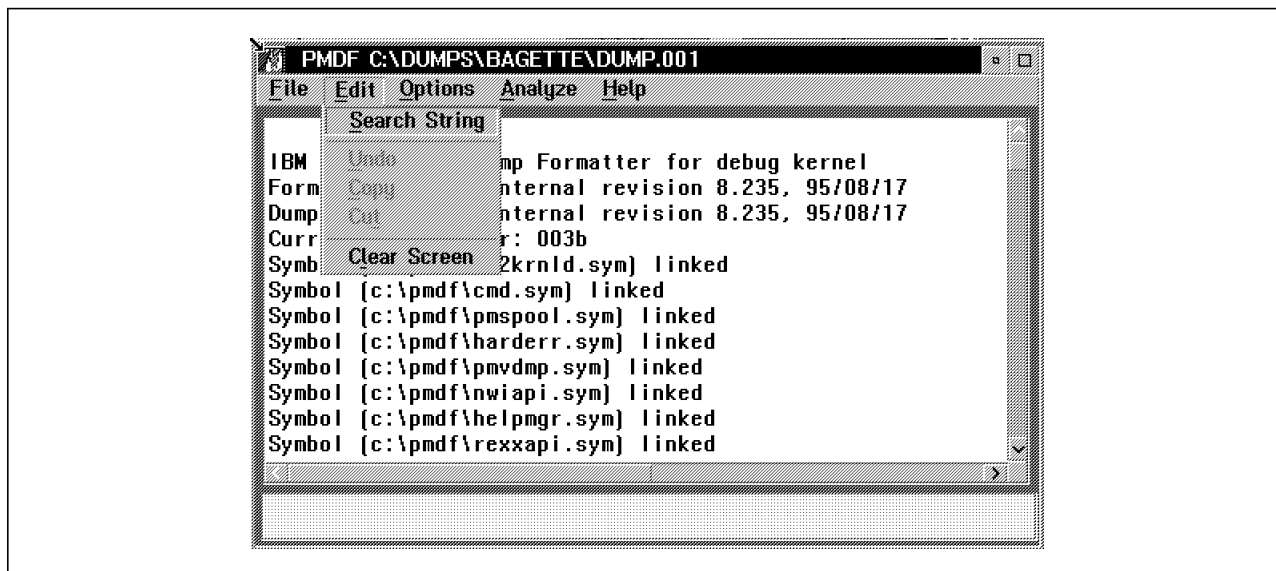 PMDF C:\DUMPS\BAGETTE\DUMP.001
File Edit Options Analyze Help
Search String
Undo
Copy
Cut
Clear Screen
IBM mp Formatter for debug kernel
Form nternal revision 8.235, 95/08/17
Dump nternal revision 8.235, 95/08/17
Curr r: 003b
Symb 2krnld.sym) linked
Symbol (c:\pmdf\cmd.sym) linked
Symbol (c:\pmdf\pmspool.sym) linked
Symbol (c:\pmdf\harderr.sym) linked
Symbol (c:\pmdf\pmvdmp.sym) linked
Symbol (c:\pmdf\nwiapi.sym) linked
Symbol (c:\pmdf\helpmgr.sym) linked
Symbol (c:\pmdf\rexxapi.sym) linked